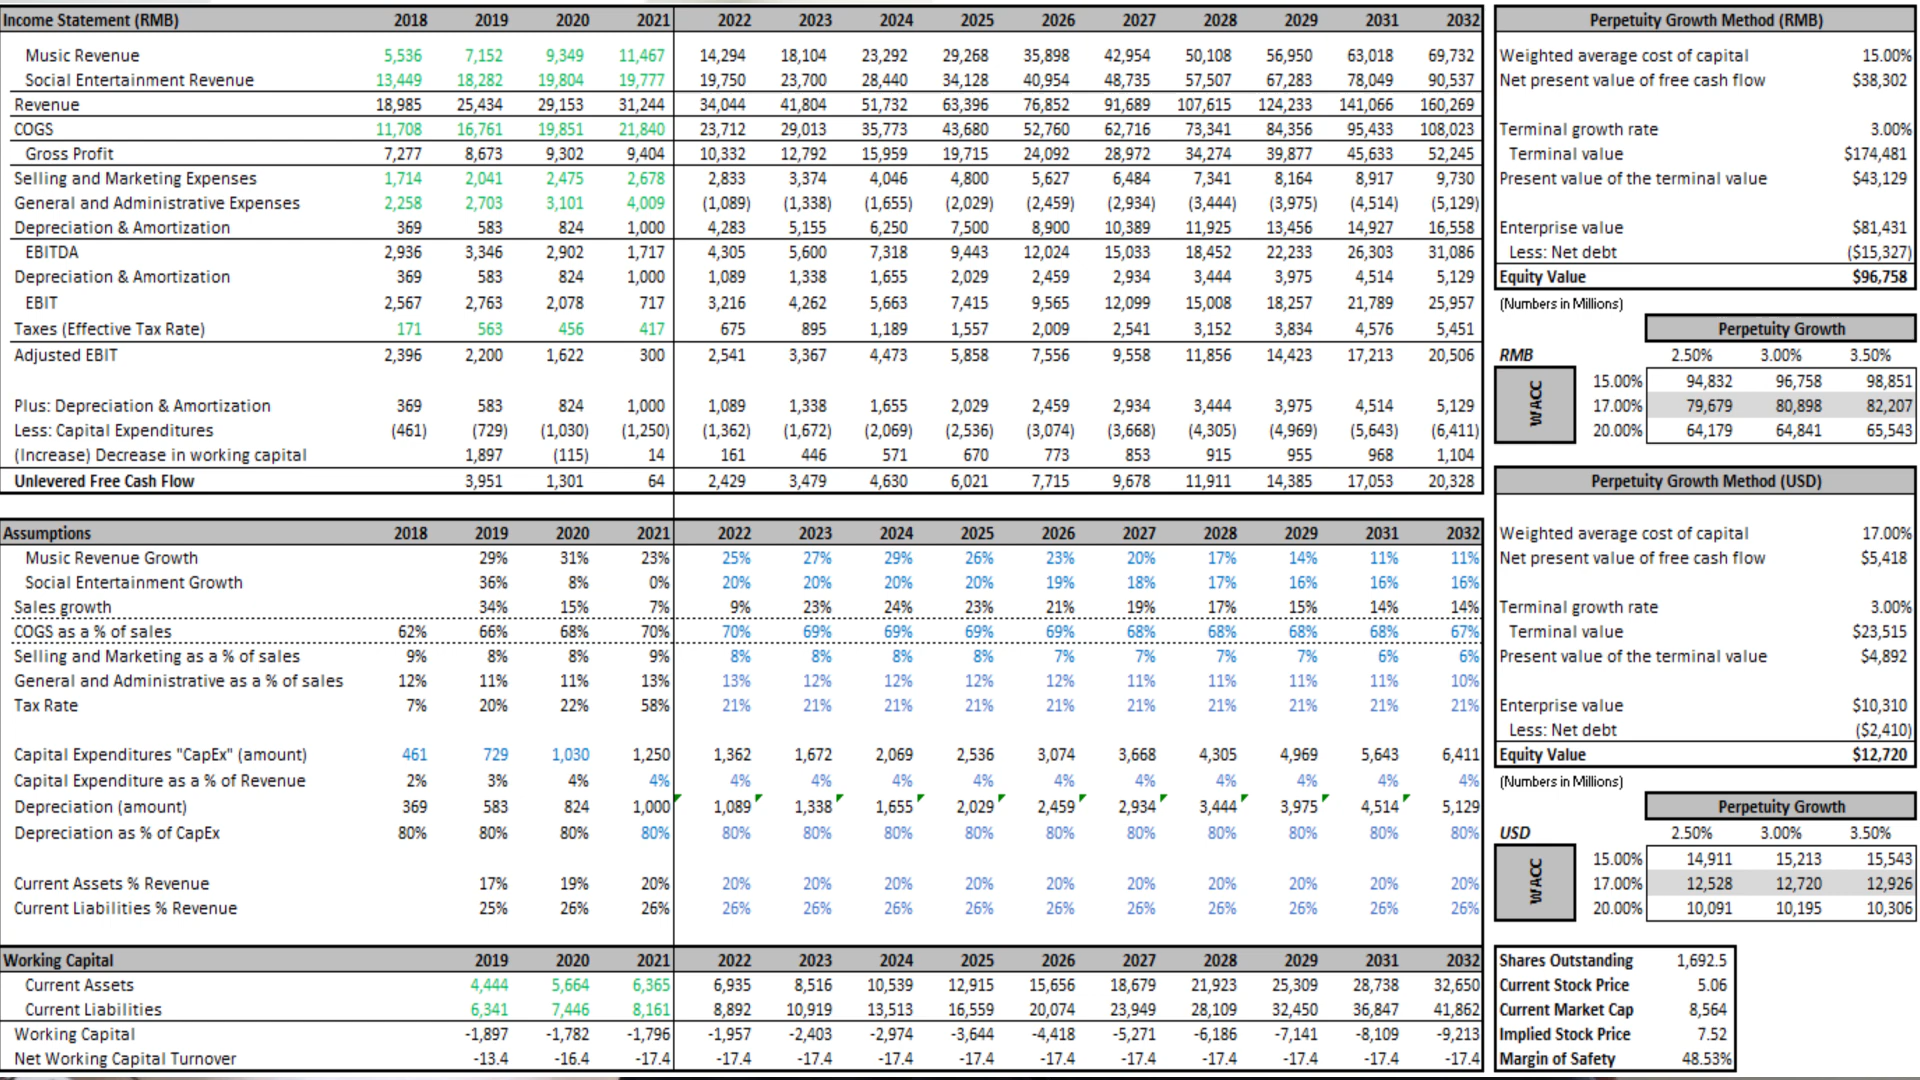 Income Statement (RMB) 2018 2019 2020 2021 2022 2023 2024 2025 2026 2027 2028 2029 2031 2032
Music Revenue 5,536 7,152 9,349 11,467 14,294 18,104 23,292 29,268 35,898 42,954 50,108 56,950 63,018 69,732
Social Entertainment Revenue 13,449 18,282 19,804 19,777 19,750 23,700 28,440 34,128 40,954 48,735 57,507 67,283 78,049 90,537
Revenue 18,985 25,434 29,153 31,244 34,044 41,804 51,732 63,396 76,852 91,689 107,615 124,233 141,066 160,269
COGS 11,708 16,761 19,851 21,840 23,712 29,013 35,773 43,680 52,760 62,716 73,341 84,356 95,433 108,023
Gross Profit 7,277 8,673 9,302 9,404 10,332 12,792 15,959 19,715 24,092 28,972 34,274 39,877 45,633 52,245
Selling and Marketing Expenses 1,714 2,041 2,475 2,678 2,833 3,374 4,046 4,800 5,627 6,484 7,341 8,164 8,917 9,730
General and Administrative Expenses 2,258 2,703 3,101 4,009 (1,089) (1,338) (1,655) (2,029) (2,459) (2,934) (3,444) (3,975) (4,514) (5,129)
Depreciation & Amortization 369 583 824 1,000 4,283 5,155 6,250 7,500 8,900 10,389 11,925 13,456 14,927 16,558
EBITDA 2,936 3,346 2,902 1,717 4,305 5,600 7,318 9,443 12,024 15,033 18,452 22,233 26,303 31,086
Depreciation & Amortization 369 583 824 1,000 1,089 1,338 1,655 2,029 2,459 2,934 3,444 3,975 4,514 5,129
EBIT 2,567 2,763 2,078 717 3,216 4,262 5,663 7,415 9,565 12,099 15,008 18,257 21,789 25,957
Taxes (Effective Tax Rate) 171 563 456 417 675 895 1,189 1,557 2,009 2,541 3,152 3,834 4,576 5,451
Adjusted EBIT 2,396 2,200 1,622 300 2,541 3,367 4,473 5,858 7,556 9,558 11,856 14,423 17,213 20,506
Plus: Depreciation & Amortization 369 583 824 1,000 1,089 1,338 1,655 2,029 2,459 2,934 3,444 3,975 4,514 5,129
Less: Capital Expenditures (461) (729) (1,030) (1,250) (1,362) (1,672) (2,069) (2,536) (3,074) (3,668) (4,305) (4,969) (5,643) (6,411)
(Increase) Decrease in working capital 1,897 (115) 14 161 446 571 670 773 853 915 955 968 1,104
Unlevered Free Cash Flow 3,951 1,301 64 2,429 3,479 4,630 6,021 7,715 9,678 11,911 14,385 17,053 20,328
Assumptions 2018 2019 2020 2021 2022 2023 2024 2025 2026 2027 2028 2029 2031 2032
Music Revenue Growth 29% 31% 23% 25% 27% 29% 26% 23% 20% 17% 14% 11% 11%
Social Entertainment Growth 36% 8% 0% 20% 20% 20% 20% 19% 18% 17% 16% 16% 16%
Sales growth 34% 15% 7% 9% 23% 24% 23% 21% 19% 17% 15% 14% 14%
COGS as a % of sales 62% 66% 68% 70% 70% 69% 69% 69% 69% 68% 68% 68% 68% 67%
Selling and Marketing as a % of sales 9% 8% 8% 9% 8% 8% 8% 8% 7% 7% 7% 7% 6% 6%
General and Administrative as a % of sales 12% 11% 11% 13% 13% 12% 12% 12% 12% 11% 11% 11% 11% 10%
Tax Rate 7% 20% 22% 58% 21% 21% 21% 21% 21% 21% 21% 21% 21% 21%
Capital Expenditures "CapEx" (amount) 461 729 1,030 1,250 1,362 1,672 2,069 2,536 3,074 3,668 4,305 4,969 5,643 6,411
Capital Expenditure as a % of Revenue 2% 3% 4% 4% 4% 4% 4% 4% 4% 4% 4% 4% 4% 4%
Depreciation (amount) 369 583 824 1,000 1,089 1,338 1,655 2,029 2,459 2,934 3,444 3,975 4,514 5,129
Depreciation as % of CapEx 80% 80% 80% 80% 80% 80% 80% 80% 80% 80% 80% 80% 80% 80%
Current Assets % Revenue 17% 19% 20% 20% 20% 20% 20% 20% 20% 20% 20% 20% 20%
Current Liabilities % Revenue 25% 26% 26% 26% 26% 26% 26% 26% 26% 26% 26% 26% 26%
Working Capital 2019 2020 2021 2022 2023 2024 2025 2026 2027 2028 2029 2031 2032
Current Assets 4,444 5,664 6,365 6,935 8,516 10,539 12,915 15,656 18,679 21,923 25,309 28,738 32,650
Current Liabilities 6,341 7,446 8,161 8,892 10,919 13,513 16,559 20,074 23,949 28,109 32,450 36,847 41,862
Working Capital -1,897 -1,782 -1,796 -1,957 -2,403 -2,974 -3,644 -4,418 -5,271 -6,186 -7,141 -8,109 -9,213
Net Working Capital Turnover -13.4 -16.4 -17.4 -17.4 -17.4 -17.4 -17.4 -17.4 -17.4 -17.4 -17.4 -17.4 -17.4
Perpetuity Growth Method (RMB)
Weighted average cost of capital 15.00%
Net present value of free cash flow $38,302
Terminal growth rate 3.00%
Terminal value $174,481
Present value of the terminal value $43,129
Enterprise value $81,431
Less: Net debt ($15,327)
Equity Value $96,758
(Numbers in Millions)
Perpetuity Growth
RMB 2.50% 3.00% 3.50%
WACC
15.00% 94,832 96,758 98,851
17.00% 79,679 80,898 82,207
20.00% 64,179 64,841 65,543
Perpetuity Growth Method (USD)
Weighted average cost of capital 17.00%
Net present value of free cash flow $5,418
Terminal growth rate 3.00%
Terminal value $23,515
Present value of the terminal value $4,892
Enterprise value $10,310
Less: Net debt ($2,410)
Equity Value $12,720
(Numbers in Millions)
Perpetuity Growth
USD 2.50% 3.00% 3.50%
WACC
15.00% 14,911 15,213 15,543
17.00% 12,528 12,720 12,926
20.00% 10,091 10,195 10,306
Shares Outstanding 1,692.5
Current Stock Price 5.06
Current Market Cap 8,564
Implied Stock Price 7.52
Margin of Safety 48.53%